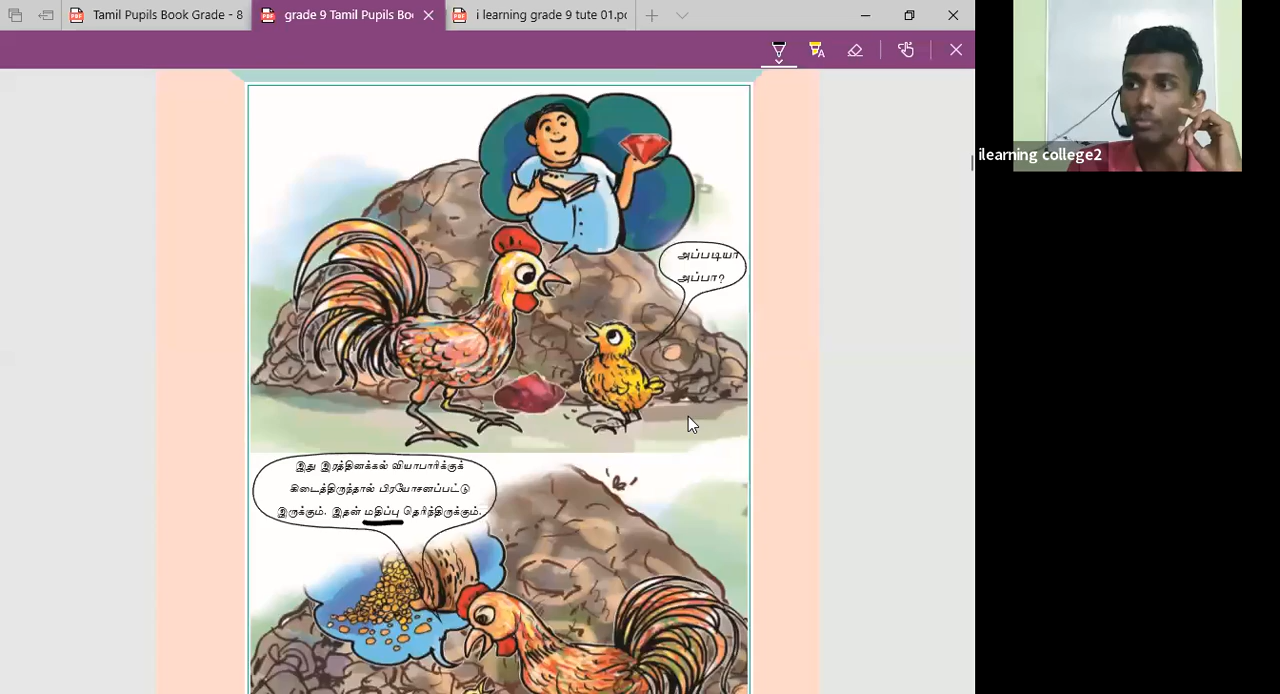 Tamil Pupils Book Grade - 8
grade 9 Tamil Pupils Bo
i learning grade 9 tute 01.pc
ilearning college2
அப்படியா
அப்பா?
இது இரத்தினக்கல் வியாபாரிக்குக்
கிடைத்திருந்தால் பிரயோசனப்பட்டு
இருக்கும். இதன் மதிப்பு தெரிந்திருக்கும்.